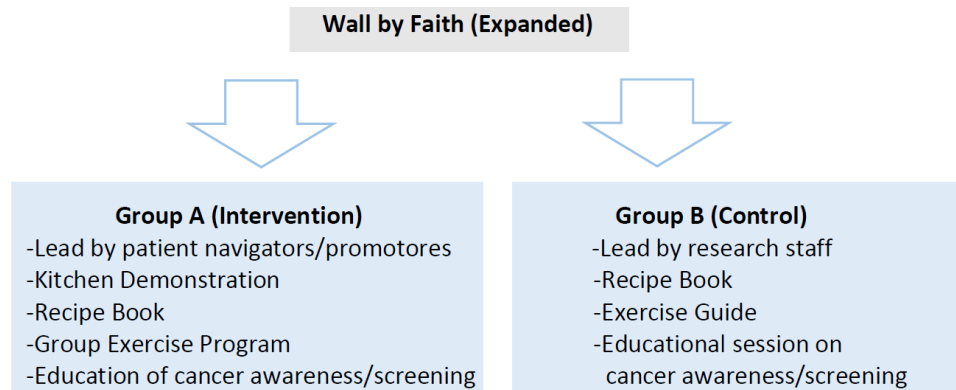 Wall by Faith (Expanded)
Group A (Intervention)
-Lead by patient navigators/promotores
-Kitchen Demonstration
-Recipe Book
-Group Exercise Program
-Education of cancer awareness/screening
Group B (Control)
-Lead by research staff
-Recipe Book
-Exercise Guide
-Educational session on
cancer awareness/screening